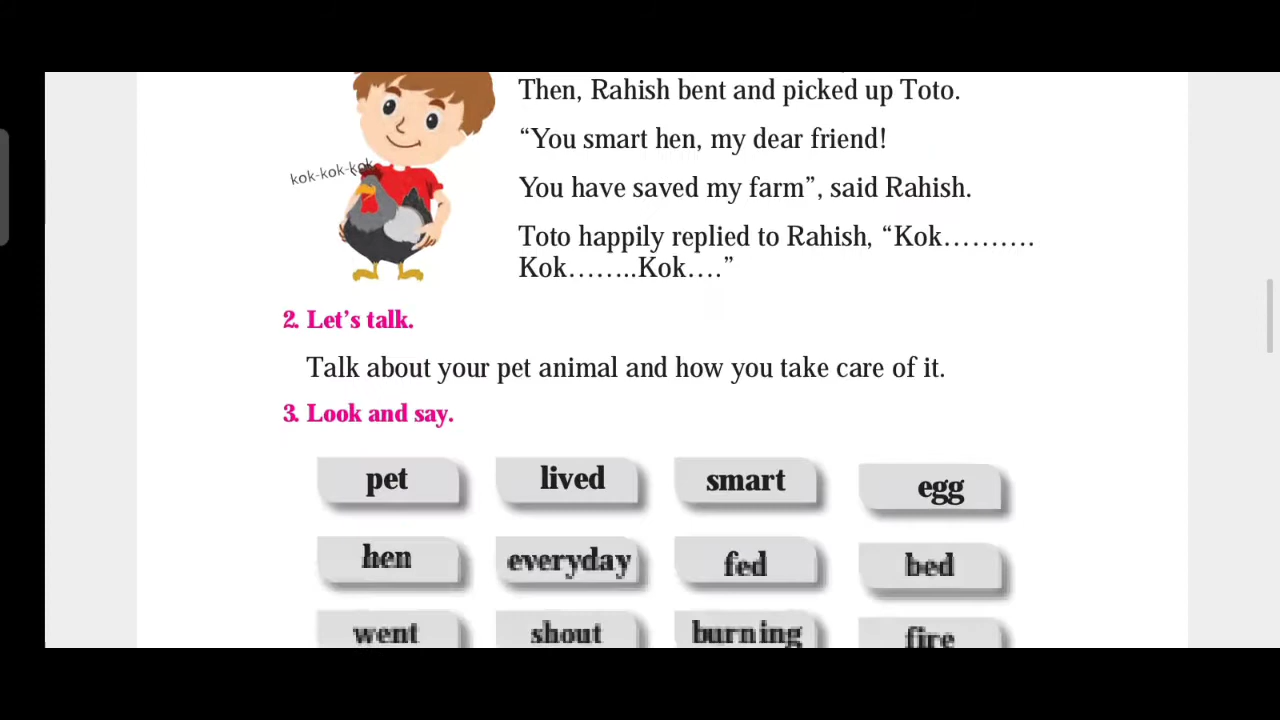 Then, Rahish bent and picked up Toto.
“You smart hen, my dear friend!
kok-kok-kok
You have saved my farm”, said Rahish.
Toto happily replied to Rahish, “Kok……….
Kok……..Kok….”
2. Let’s talk.
Talk about your pet animal and how you take care of it.
3. Look and say.
pet lived smart egg
hen everyday fed bed
went shout burning fire